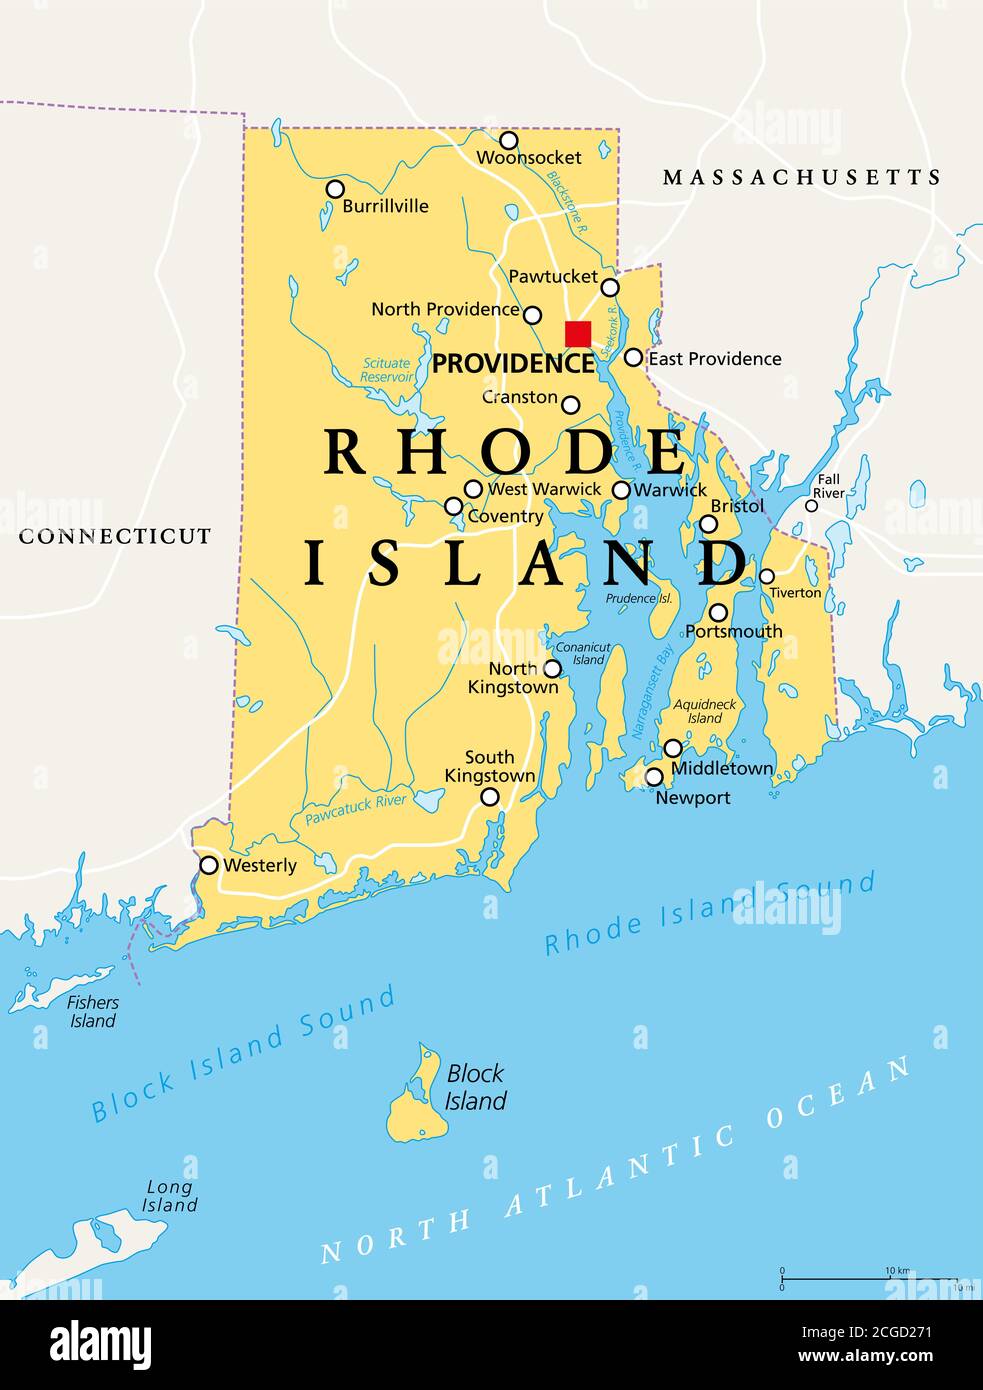 alamy
MASSACHUSETTS
Woonsocket
Burrillville
Blackstone R.
Pawtucket
North Providence
Seekonk R.
PROVIDENCE
East Providence
Scituate
Reservoir
Cranston
Providence R.
RHODE
ISLAND
West Warwick
Warwick
Coventry
Bristol
Fall
River
CONNECTICUT
Tiverton
Prudence Isl.
Portsmouth
Conanicut
Island
North
Kingstown
Narragansett Bay
Aquidneck
Island
Middletown
Newport
South
Kingstown
Pawcatuck River
Westerly
Rhode Island Sound
Fishers
Island
Block Island Sound
Block
Island
NORTH ATLANTIC OCEAN
Long
Island
0 10 km
0 10 mi
alamy
a
Image ID: 2CGD271
www.alamy.com